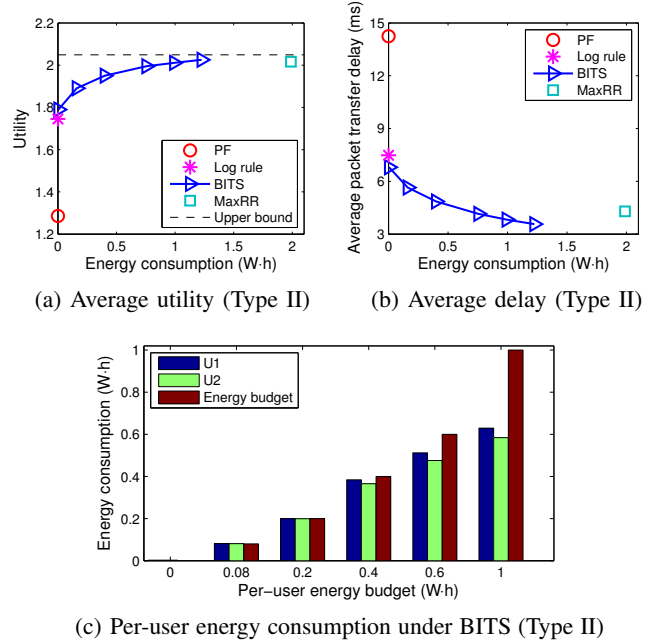 2.2
2
1.8
1.6
1.4
1.2
Utility
PF
Log rule
BITS
MaxRR
Upper bound
0 0.5 1 1.5 2
Energy consumption (W·h)
(a) Average utility (Type II)
15
12
9
6
3
Average packet transfer delay (ms)
PF
Log rule
BITS
MaxRR
0 0.5 1 1.5 2
Energy consumption (W·h)
(b) Average delay (Type II)
1
0.8
0.6
0.4
0.2
0
Energy consumption (W·h)
U1
U2
Energy budget
0 0.08 0.2 0.4 0.6 1
Per−user energy budget (W·h)
(c) Per-user energy consumption under BITS (Type II)